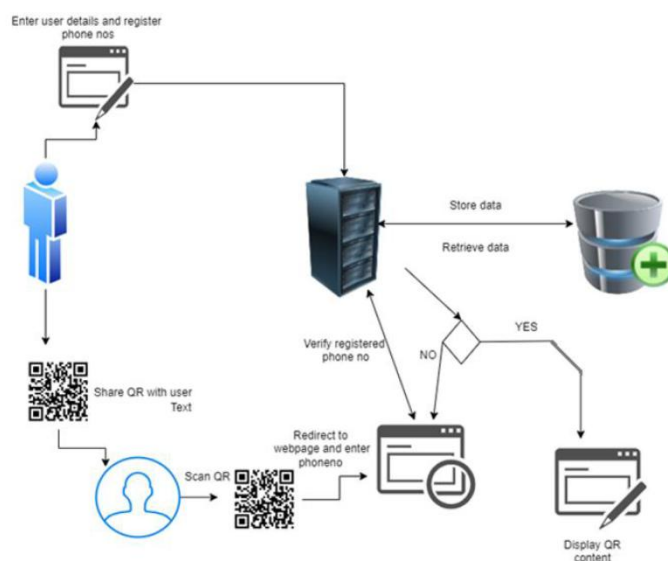 Enter user details and register
phone nos
Store data
Retrieve data
YES
NO
Verify registered
phone no
Share QR with user
Text
Redirect to
webpage and enter
phoneno
Scan QR
Display QR
content